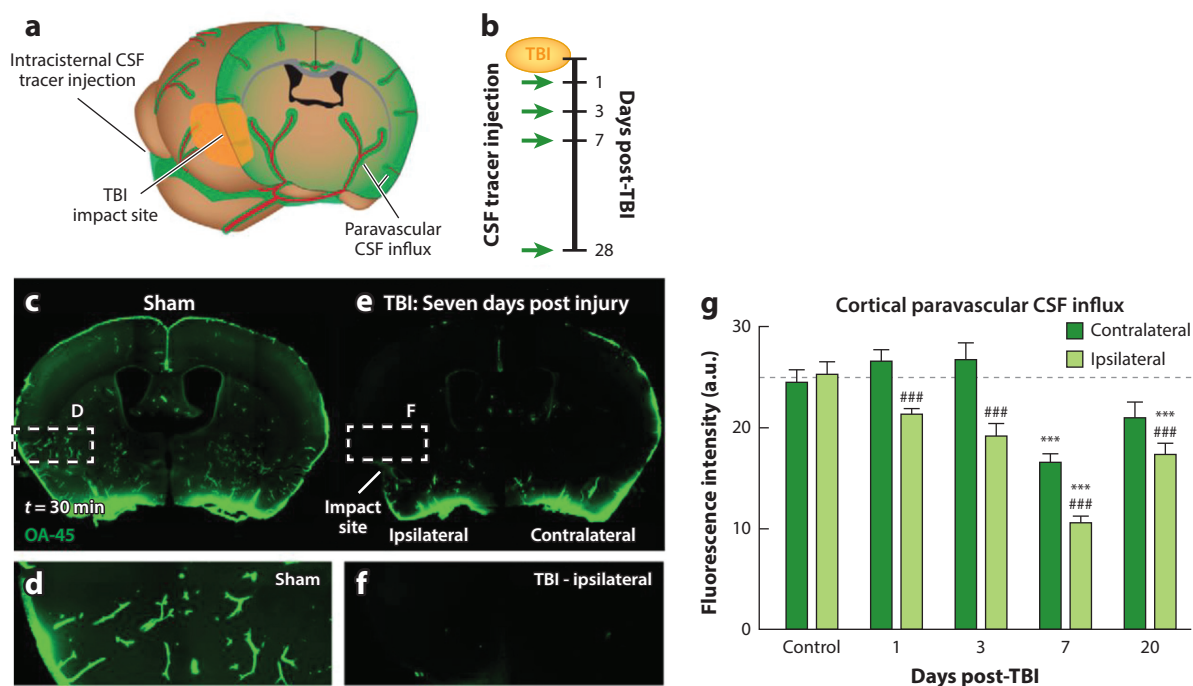 a
Intracisternal CSF
tracer injection
TBI
impact site
Paravascular
CSF influx
b
TBI
CSF tracer injection
1
3
7
28
Days post-TBI
c
Sham
D
t = 30 min
OA-45
e
TBI: Seven days post injury
F
Impact
site
Ipsilateral
Contralateral
d
Sham
f
TBI - ipsilateral
g
Cortical paravascular CSF influx
Contralateral
Ipsilateral
Fluorescence intensity (a.u.)
30
20
10
0
###
###
***
***
###
***
###
Control
1
3
7
20
Days post-TBI